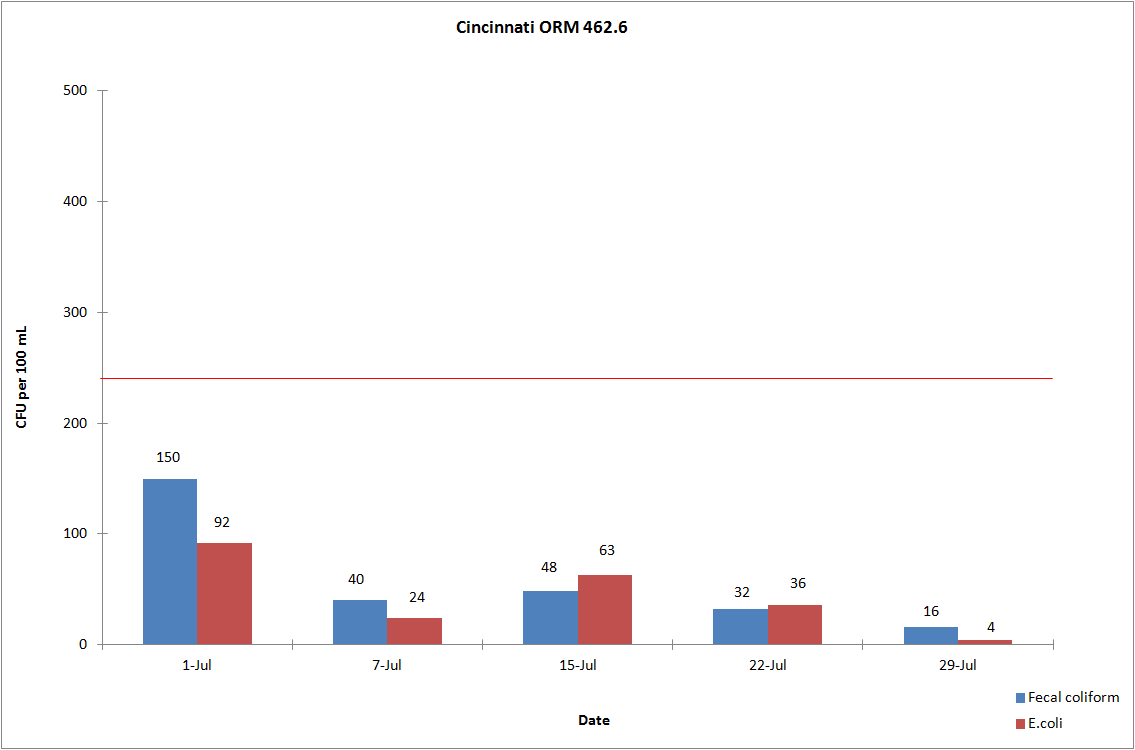 Cincinnati ORM 462.6
500
400
300
200
100
0
CFU per 100 mL
150
92
40
24
48
63
32
36
16
4
1-Jul
7-Jul
15-Jul
22-Jul
29-Jul
Date
Fecal coliform
E.coli